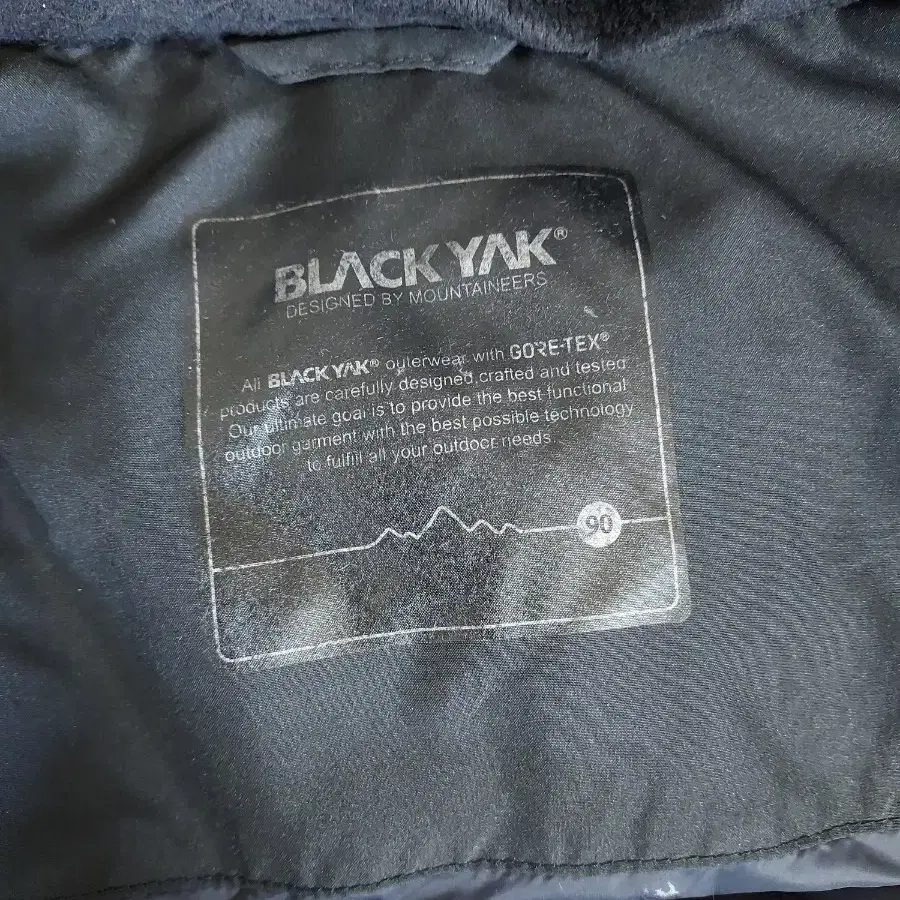 BLACK YAK®
DESIGNED BY MOUNTAINEERS
All BLACK YAK® outerwear with GORE-TEX®
products are carefully designed,crafted and tested.
Our ultimate goal is to provide the best functional
outdoor garment with the best possible technology
to fulfill all your outdoor needs
90